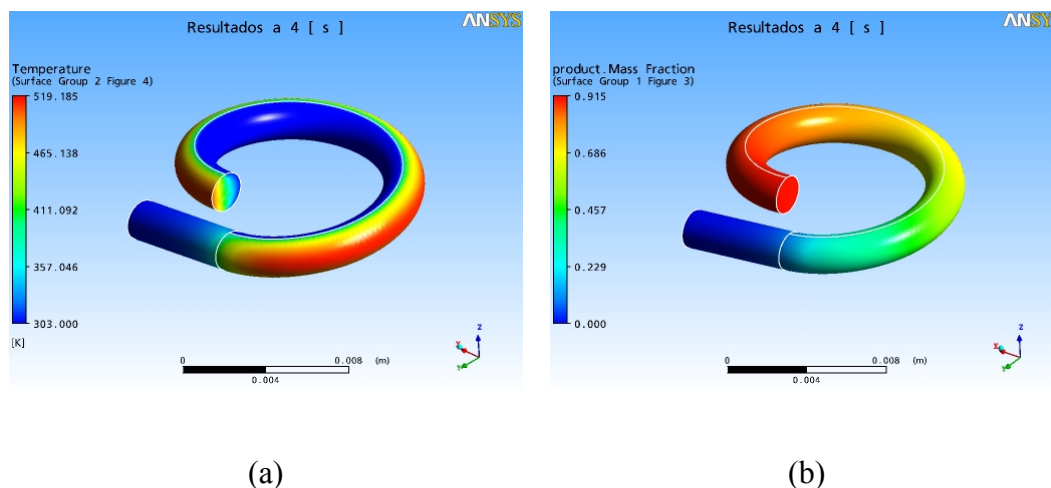 Resultados a 4 [ s ]
ANSYS
Temperature
(Surface Group 2 Figure 4)
519.185
465.138
411.092
357.046
303.000
[K]
0
0.008
(m)
0.004
Z
X
Y
(a)
Resultados a 4 [ s ]
ANSYS
product.Mass Fraction
(Surface Group 1 Figure 3)
0.915
0.686
0.457
0.229
0.000
0
0.008
(m)
0.004
Z
X
Y
(b)